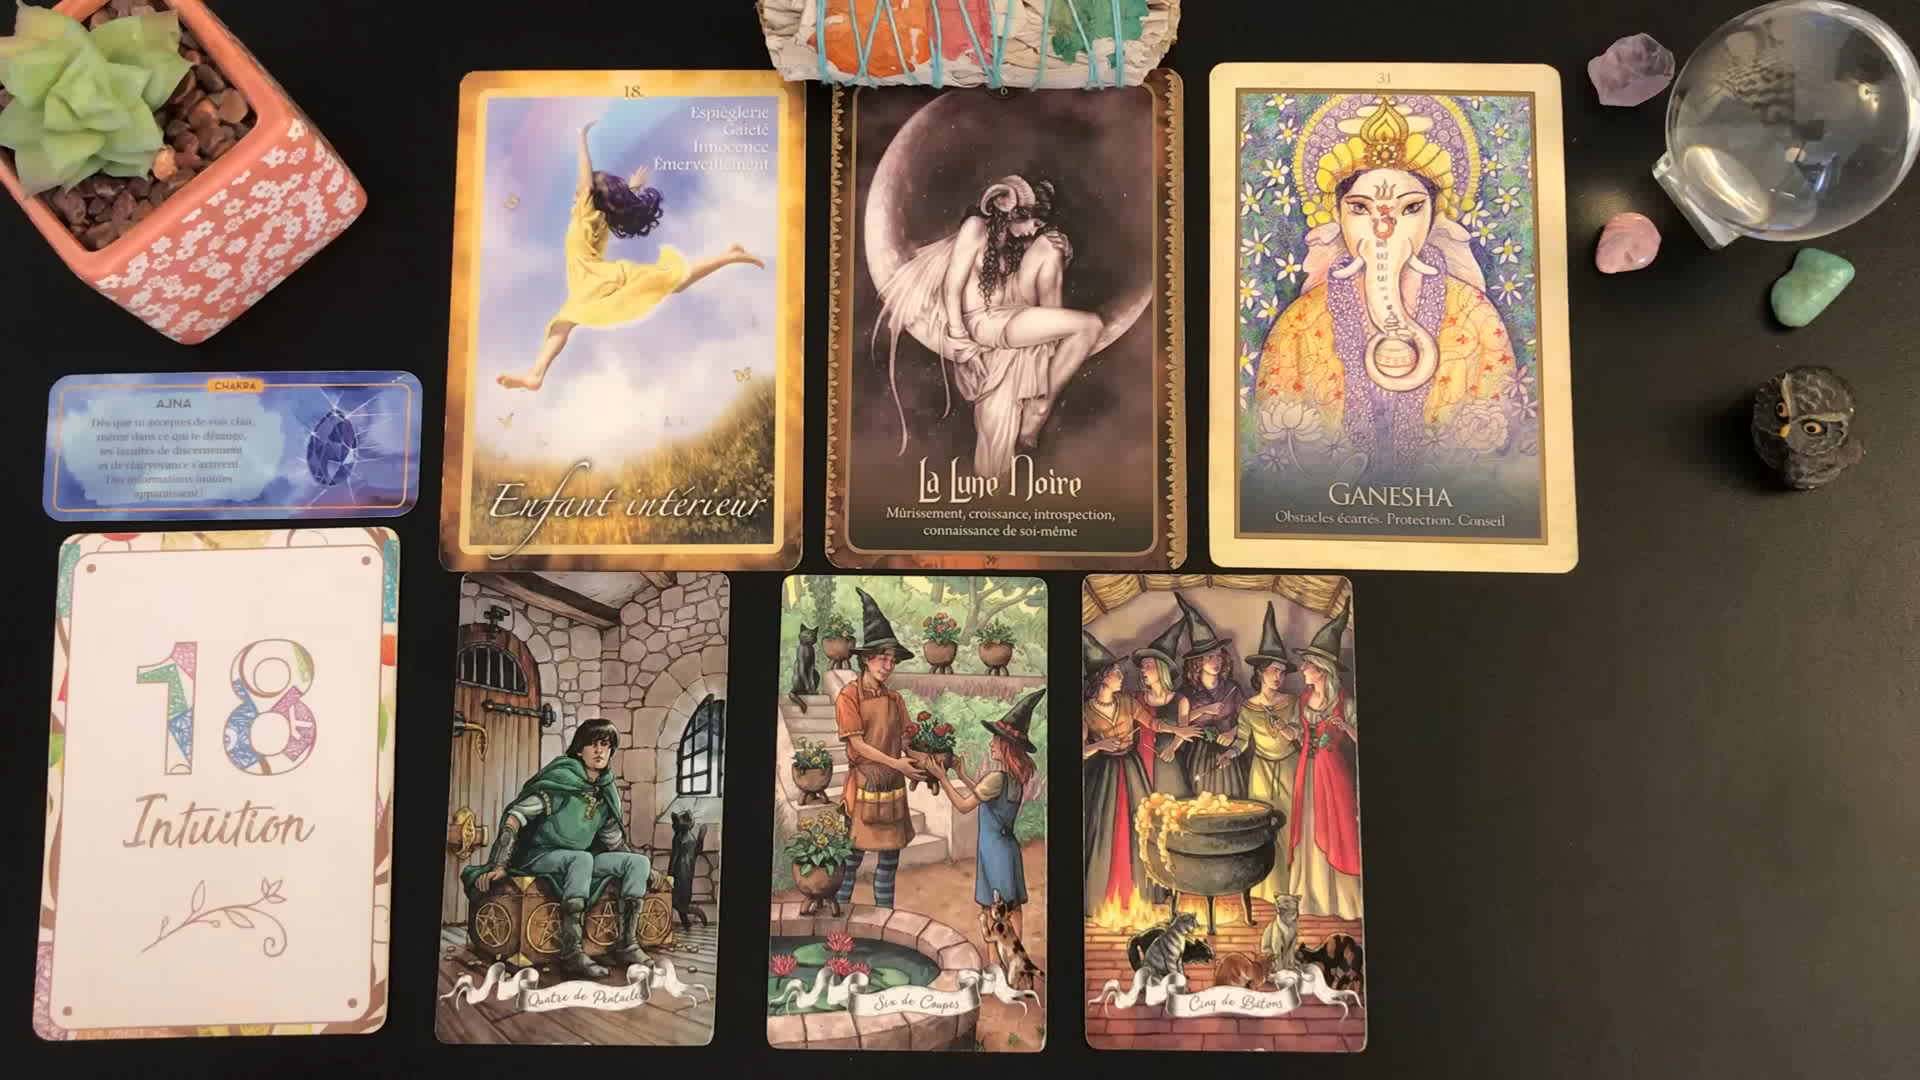 18
Espièglerie
Gaieté
Innocence
Émerveillement
Enfant intérieur
6
La Lune Noire
Mûrissement, croissance, introspection,
connaissance de soi-même
31
GANESHA
Obstacles écartés. Protection. Conseil
CHAKRA
AJNA
Dès que tu acceptes de voir clair,
même dans ce qui te dérange,
tes facultés de discernement
et de clairvoyance s'activent.
Des informations inouïes
apparaissent !
18
Intuition
Quatre de Pentacles
Six de Coupes
Cinq de Bâtons